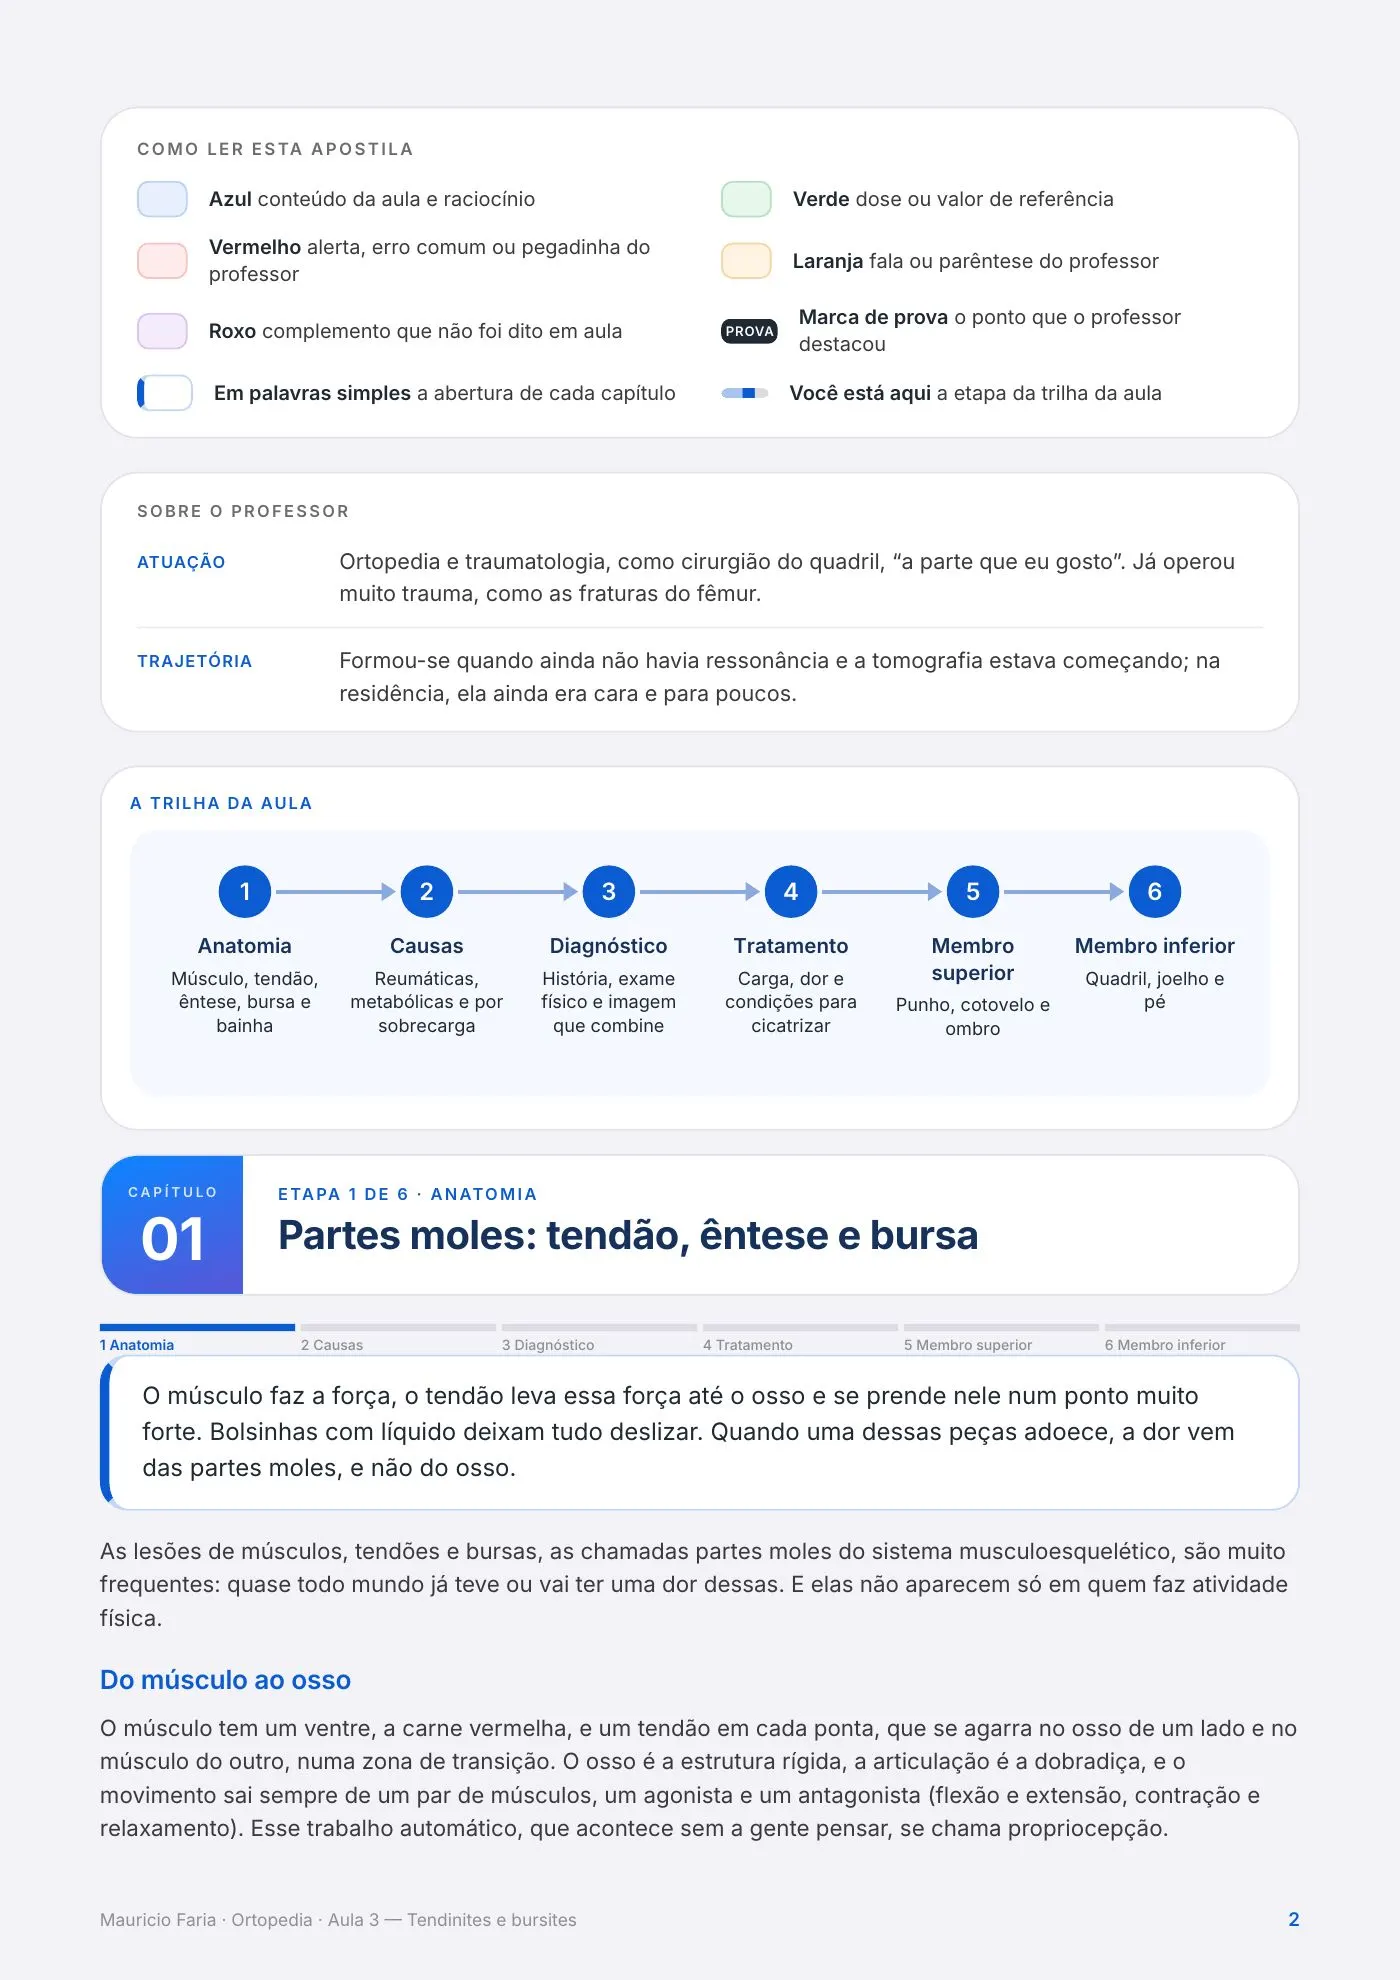 COMO LER ESTA APOSTILA
Azul conteúdo da aula e raciocínio
Verde dose ou valor de referência
Vermelho alerta, erro comum ou pegadinha do
professor
Laranja fala ou parêntese do professor
Roxo complemento que não foi dito em aula
PROVA
Marca de prova o ponto que o professor
destacou
Em palavras simples a abertura de cada capítulo
Você está aqui a etapa da trilha da aula
SOBRE O PROFESSOR
ATUAÇÃO
Ortopedia e traumatologia, como cirurgião do quadril, “a parte que eu gosto”. Já operou
muito trauma, como as fraturas do fêmur.
TRAJETÓRIA
Formou-se quando ainda não havia ressonância e a tomografia estava começando; na
residência, ela ainda era cara e para poucos.
A TRILHA DA AULA
1
Anatomia
Músculo, tendão,
êntese, bursa e
bainha
2
Causas
Reumáticas,
metabólicas e por
sobrecarga
3
Diagnóstico
História, exame
físico e imagem
que combine
4
Tratamento
Carga, dor e
condições para
cicatrizar
5
Membro
superior
Punho, cotovelo e
ombro
6
Membro inferior
Quadril, joelho e
pé
CAPÍTULO
01
ETAPA 1 DE 6 · ANATOMIA
Partes moles: tendão, êntese e bursa
1 Anatomia
2 Causas
3 Diagnóstico
4 Tratamento
5 Membro superior
6 Membro inferior
O músculo faz a força, o tendão leva essa força até o osso e se prende nele num ponto muito
forte. Bolsinhas com líquido deixam tudo deslizar. Quando uma dessas peças adoece, a dor vem
das partes moles, e não do osso.
As lesões de músculos, tendões e bursas, as chamadas partes moles do sistema musculoesquelético, são muito
frequentes: quase todo mundo já teve ou vai ter uma dor dessas. E elas não aparecem só em quem faz atividade
física.
Do músculo ao osso
O músculo tem um ventre, a carne vermelha, e um tendão em cada ponta, que se agarra no osso de um lado e no
músculo do outro, numa zona de transição. O osso é a estrutura rígida, a articulação é a dobradiça, e o
movimento sai sempre de um par de músculos, um agonista e um antagonista (flexão e extensão, contração e
relaxamento). Esse trabalho automático, que acontece sem a gente pensar, se chama propriocepção.
Mauricio Faria · Ortopedia · Aula 3 — Tendinites e bursites
2